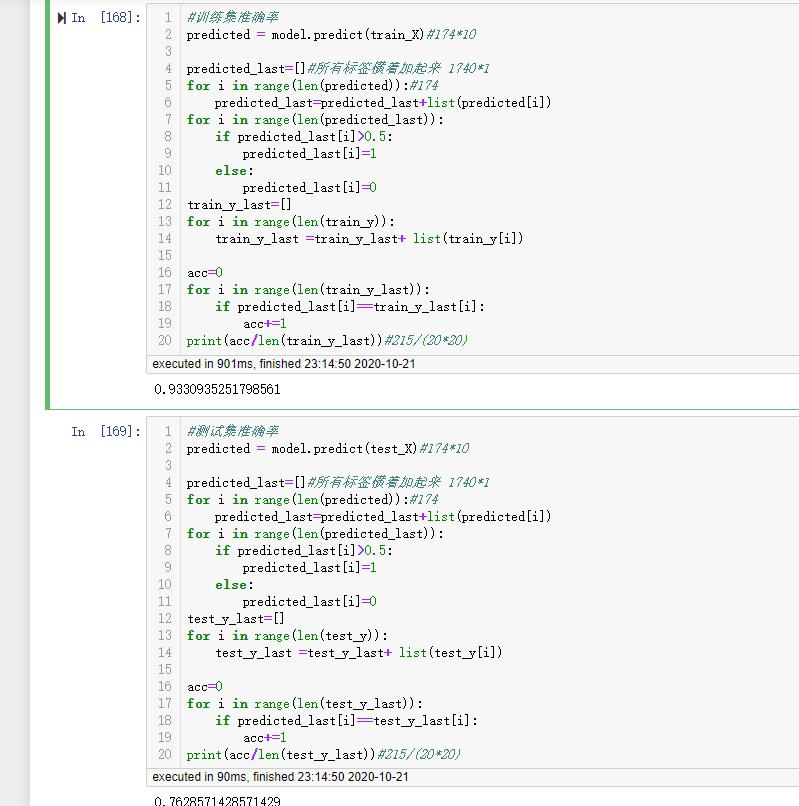 In [168]:
1 #训练集准确率
2 predicted = model.predict(train_X)#174*10
3
4 predicted_last=[]#所有标签横着加起来 1740*1
5 for i in range(len(predicted)):#174
6     predicted_last=predicted_last+list(predicted[i])
7 for i in range(len(predicted_last)):
8     if predicted_last[i]>0.5:
9         predicted_last[i]=1
10     else:
11         predicted_last[i]=0
12 train_y_last=[]
13 for i in range(len(train_y)):
14     train_y_last =train_y_last+ list(train_y[i])
15
16 acc=0
17 for i in range(len(train_y_last)):
18     if predicted_last[i]==train_y_last[i]:
19         acc+=1
20 print(acc/len(train_y_last))#215/(20*20)
executed in 901ms, finished 23:14:50 2020-10-21
0.9330935251798561
In [169]:
1 #测试集准确率
2 predicted = model.predict(test_X)#174*10
3
4 predicted_last=[]#所有标签横着加起来 1740*1
5 for i in range(len(predicted)):#174
6     predicted_last=predicted_last+list(predicted[i])
7 for i in range(len(predicted_last)):
8     if predicted_last[i]>0.5:
9         predicted_last[i]=1
10     else:
11         predicted_last[i]=0
12 test_y_last=[]
13 for i in range(len(test_y)):
14     test_y_last =test_y_last+ list(test_y[i])
15
16 acc=0
17 for i in range(len(test_y_last)):
18     if predicted_last[i]==test_y_last[i]:
19         acc+=1
20 print(acc/len(test_y_last))#215/(20*20)
executed in 90ms, finished 23:14:50 2020-10-21
0.7628571428571429